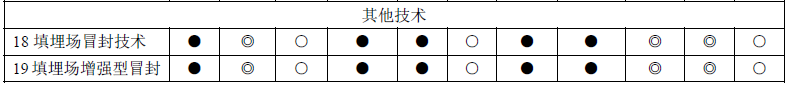 其他技术
18 填埋场冒封技术 ● ◎ ○ ● ● ○ ● ● ◎ ◎ ○
19 填埋场增强型冒封 ● ◎ ○ ● ● ○ ● ● ◎ ◎ ○